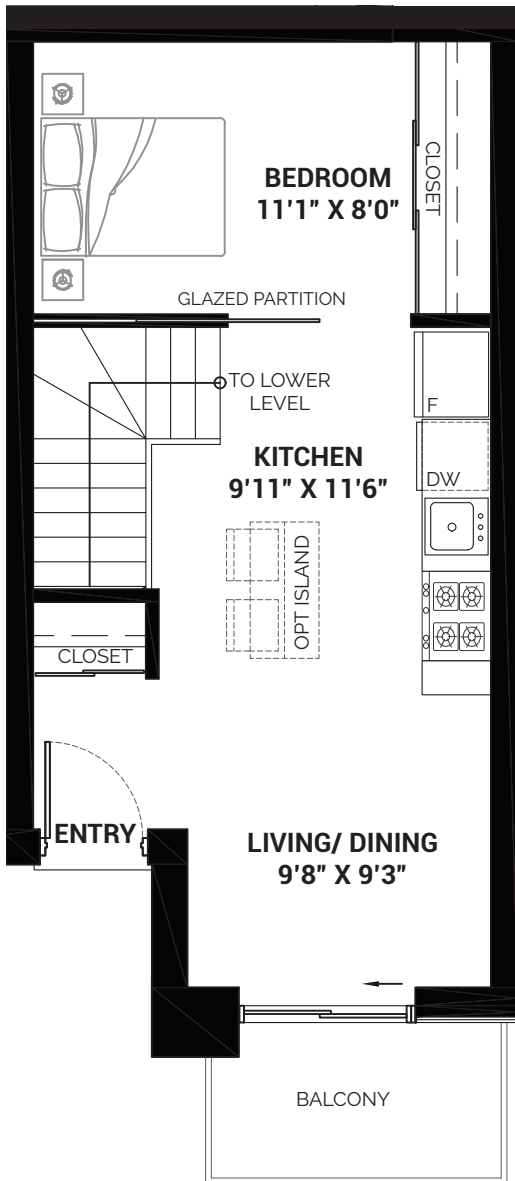 BEDROOM
11'1" X 8'0"
CLOSET
GLAZED PARTITION
TO LOWER
LEVEL
F
KITCHEN
9'11" X 11'6"
DW
OPT ISLAND
CLOSET
ENTRY
LIVING/ DINING
9'8" X 9'3"
BALCONY